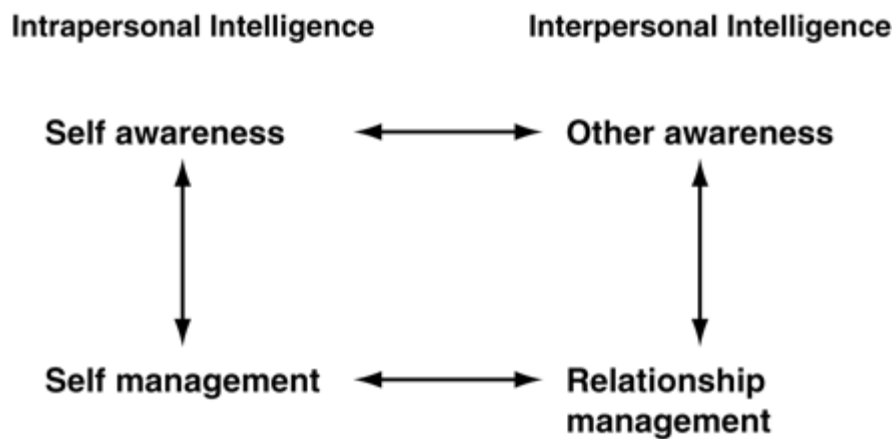 Intrapersonal Intelligence
Interpersonal Intelligence
Self awareness
Other awareness
Self management
Relationship
management